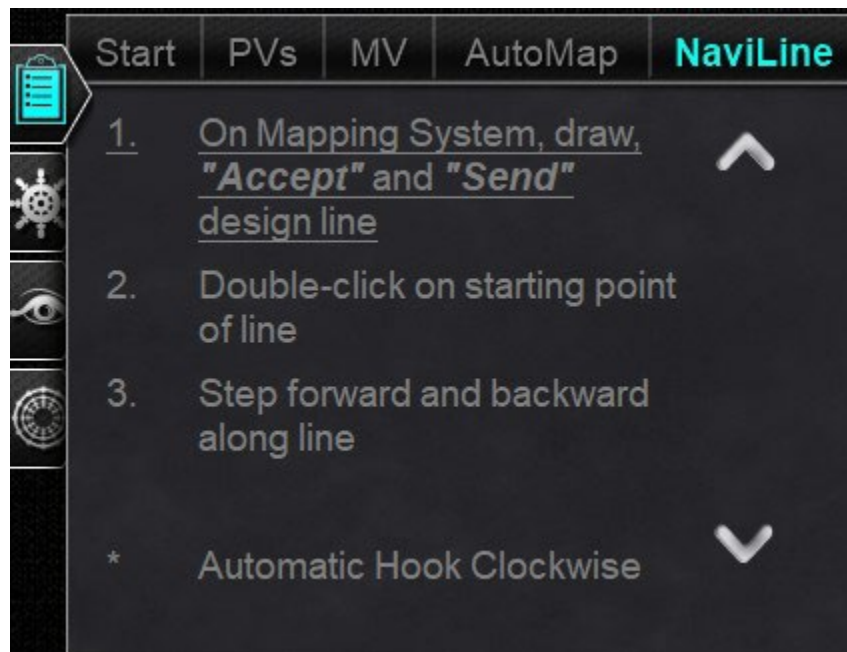 Start PVs MV AutoMap NaviLine
1. On Mapping System, draw,
"Accept" and "Send"
design line
2. Double-click on starting point
of line
3. Step forward and backward
along line
* Automatic Hook Clockwise